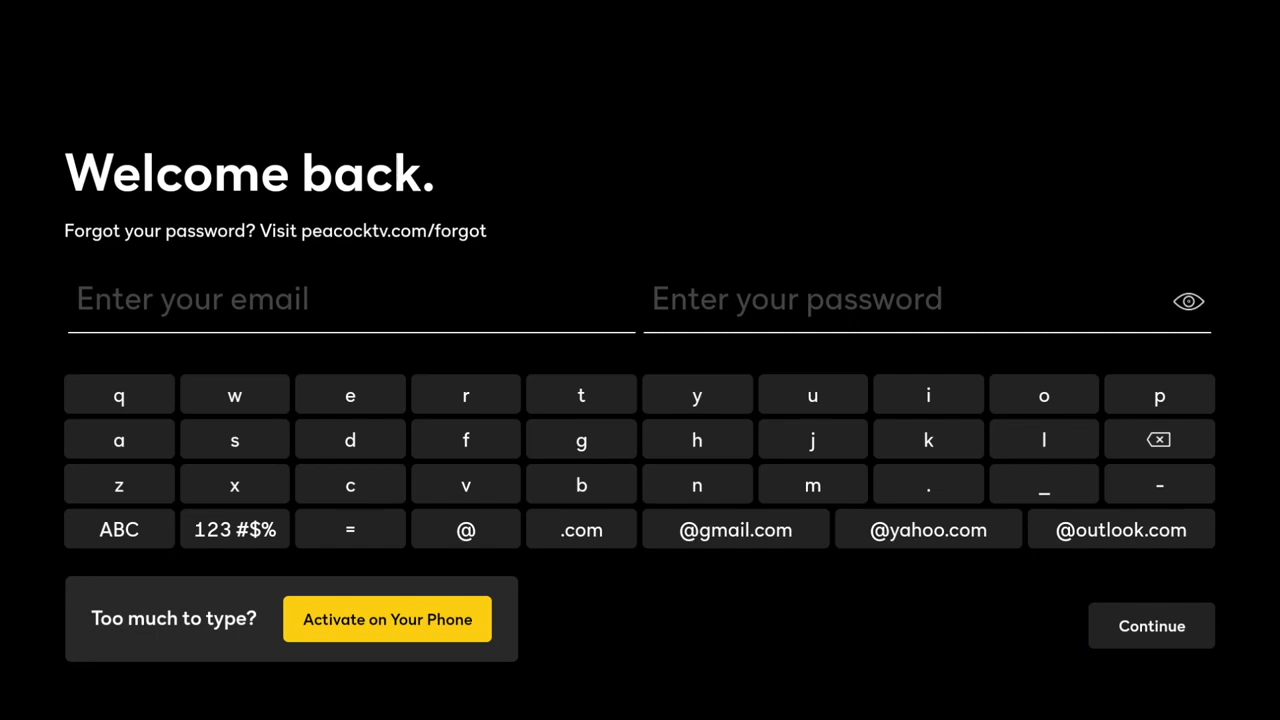 Welcome back.
Forgot your password? Visit peacocktv.com/forgot
Enter your email Enter your password
q w e r t y u i o p
a s d f g h j k l
z x c v b n m . _ -
ABC 123 #$% = @ .com @gmail.com @yahoo.com @outlook.com
Too much to type? Activate on Your Phone
Continue